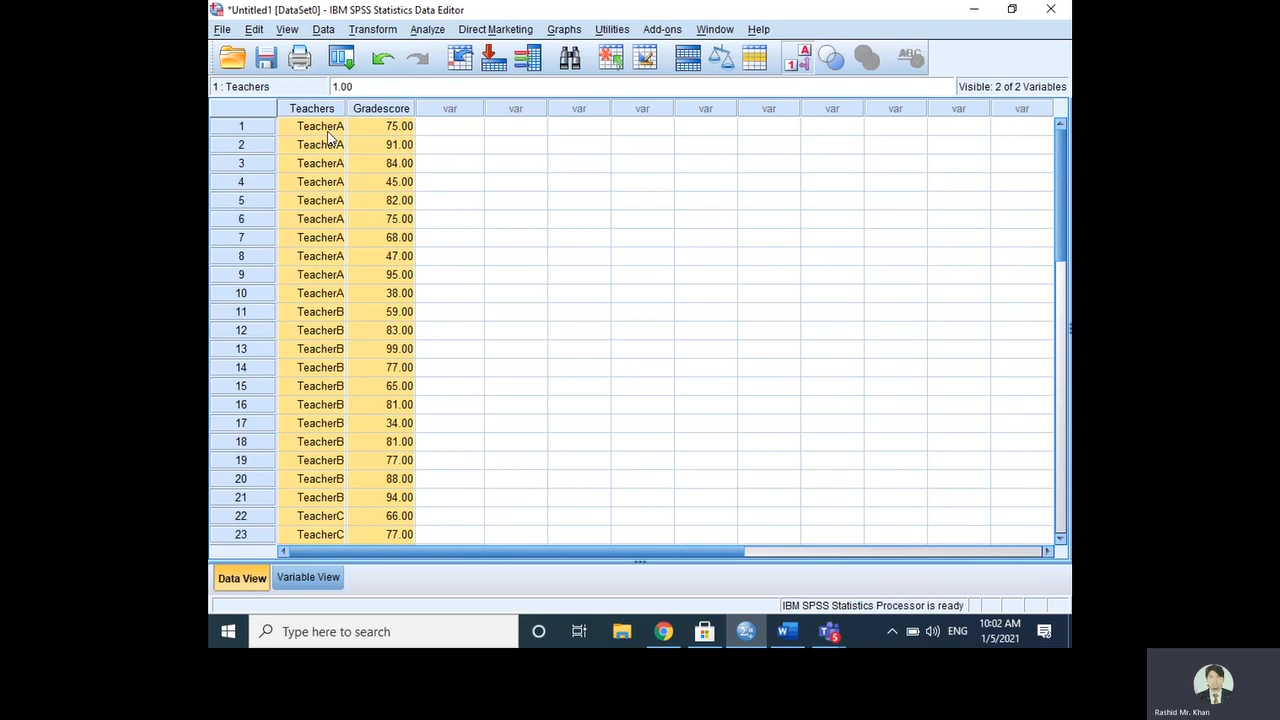 *Untitled1 [DataSet0] - IBM SPSS Statistics Data Editor
File Edit View Data Transform Analyze Direct Marketing Graphs Utilities Add-ons Window Help
A
1
ABC
1 : Teachers 1.00 Visible: 2 of 2 Variables
Teachers Gradescore var var var var var var var var var var
1 TeacherA 75.00
2 TeacherA 91.00
3 TeacherA 84.00
4 TeacherA 45.00
5 TeacherA 82.00
6 TeacherA 75.00
7 TeacherA 68.00
8 TeacherA 47.00
9 TeacherA 95.00
10 TeacherA 38.00
11 TeacherB 59.00
12 TeacherB 83.00
13 TeacherB 99.00
14 TeacherB 77.00
15 TeacherB 65.00
16 TeacherB 81.00
17 TeacherB 34.00
18 TeacherB 81.00
19 TeacherB 77.00
20 TeacherB 88.00
21 TeacherB 94.00
22 TeacherC 66.00
23 TeacherC 77.00
Data View Variable View
IBM SPSS Statistics Processor is ready
Type here to search
ENG
10:02 AM
1/5/2021
Rashid Mr. Khan